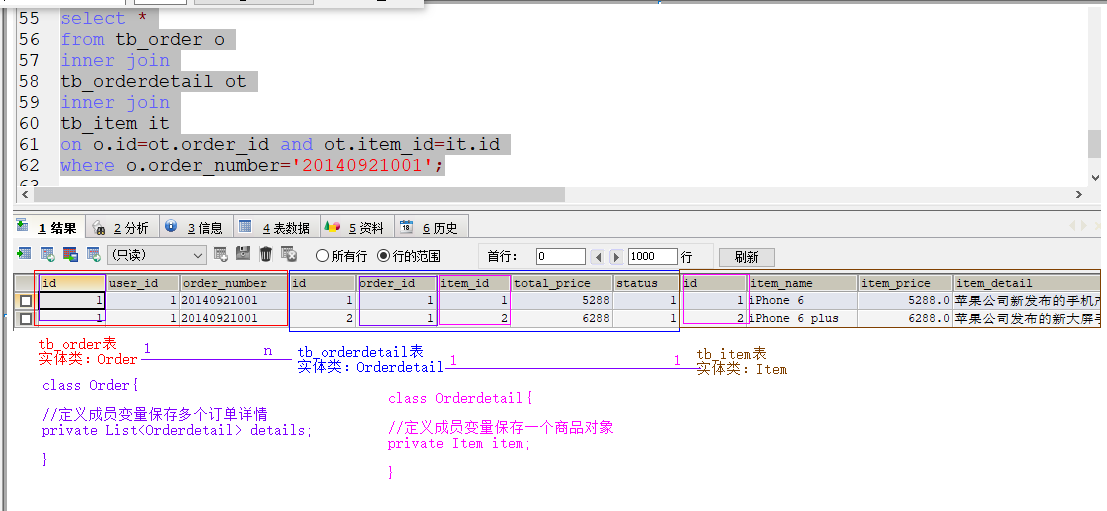 55 select *
56 from tb_order o
57 inner join
58 tb_orderdetail ot
59 inner join
60 tb_item it
61 on o.id=ot.order_id and ot.item_id=it.id
62 where o.order_number='20140921001';
63
1 结果 2 分析 3 信息 4 表数据 5 资料 6 历史
(只读) 所有行 行的范围 首行: 0 1000 行 刷新
id user_id order_number id order_id item_id total_price status id item_name item_price item_detail
1 1 20140921001 1 1 1 5288 1 1 iPhone 6 5288.0 苹果公司新发布的手机产
1 1 20140921001 2 1 2 6288 1 2 iPhone 6 plus 6288.0 苹果公司发布的新大屏手
tb_order表
实体类：Order
1 n
tb_orderdetail表
实体类：Orderdetail
1 1
tb_item表
实体类：Item
class Order{
//定义成员变量保存多个订单详情
private List<Orderdetail> details;
}
class Orderdetail{
//定义成员变量保存一个商品对象
private Item item;
}